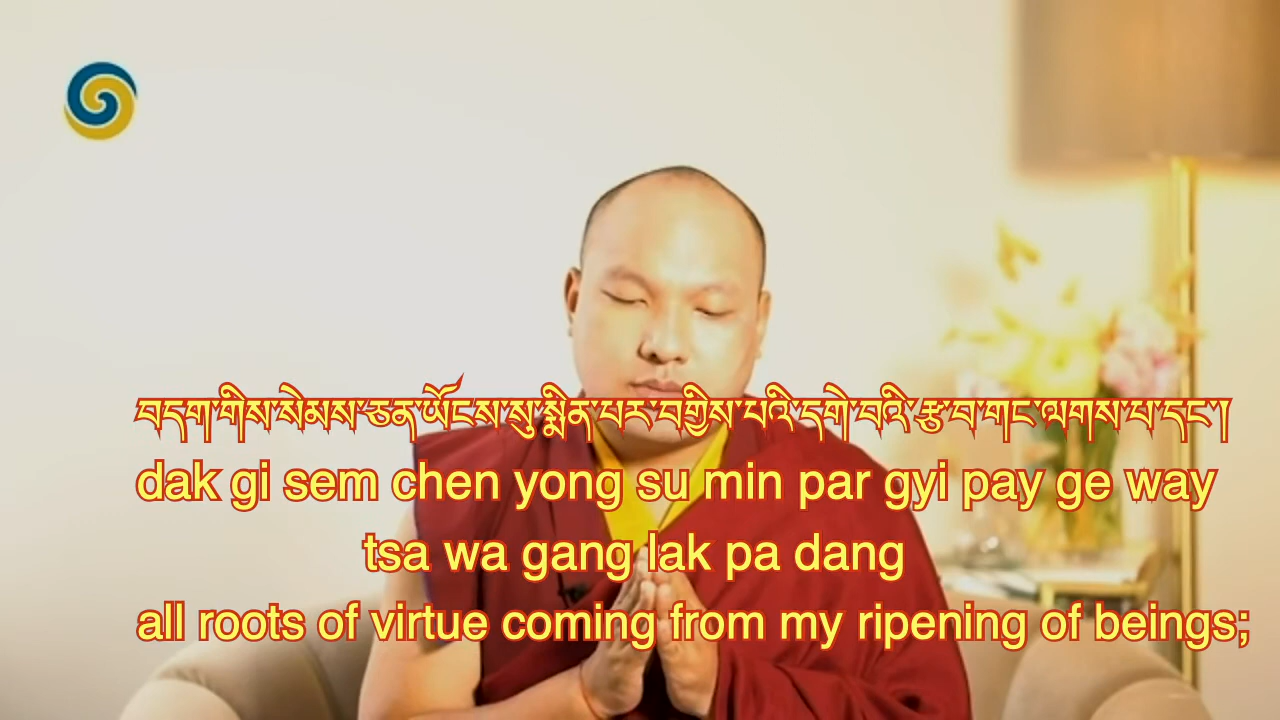 བདག་གིས་སེམས་ཅན་ཡོངས་སུ་སྨིན་པར་བགྱིས་པའི་དགེ་བའི་རྩ་བ་གང་ལགས་པ་དང་།
dak gi sem chen yong su min par gyi pay ge way
tsa wa gang lak pa dang
all roots of virtue coming from my ripening of beings;